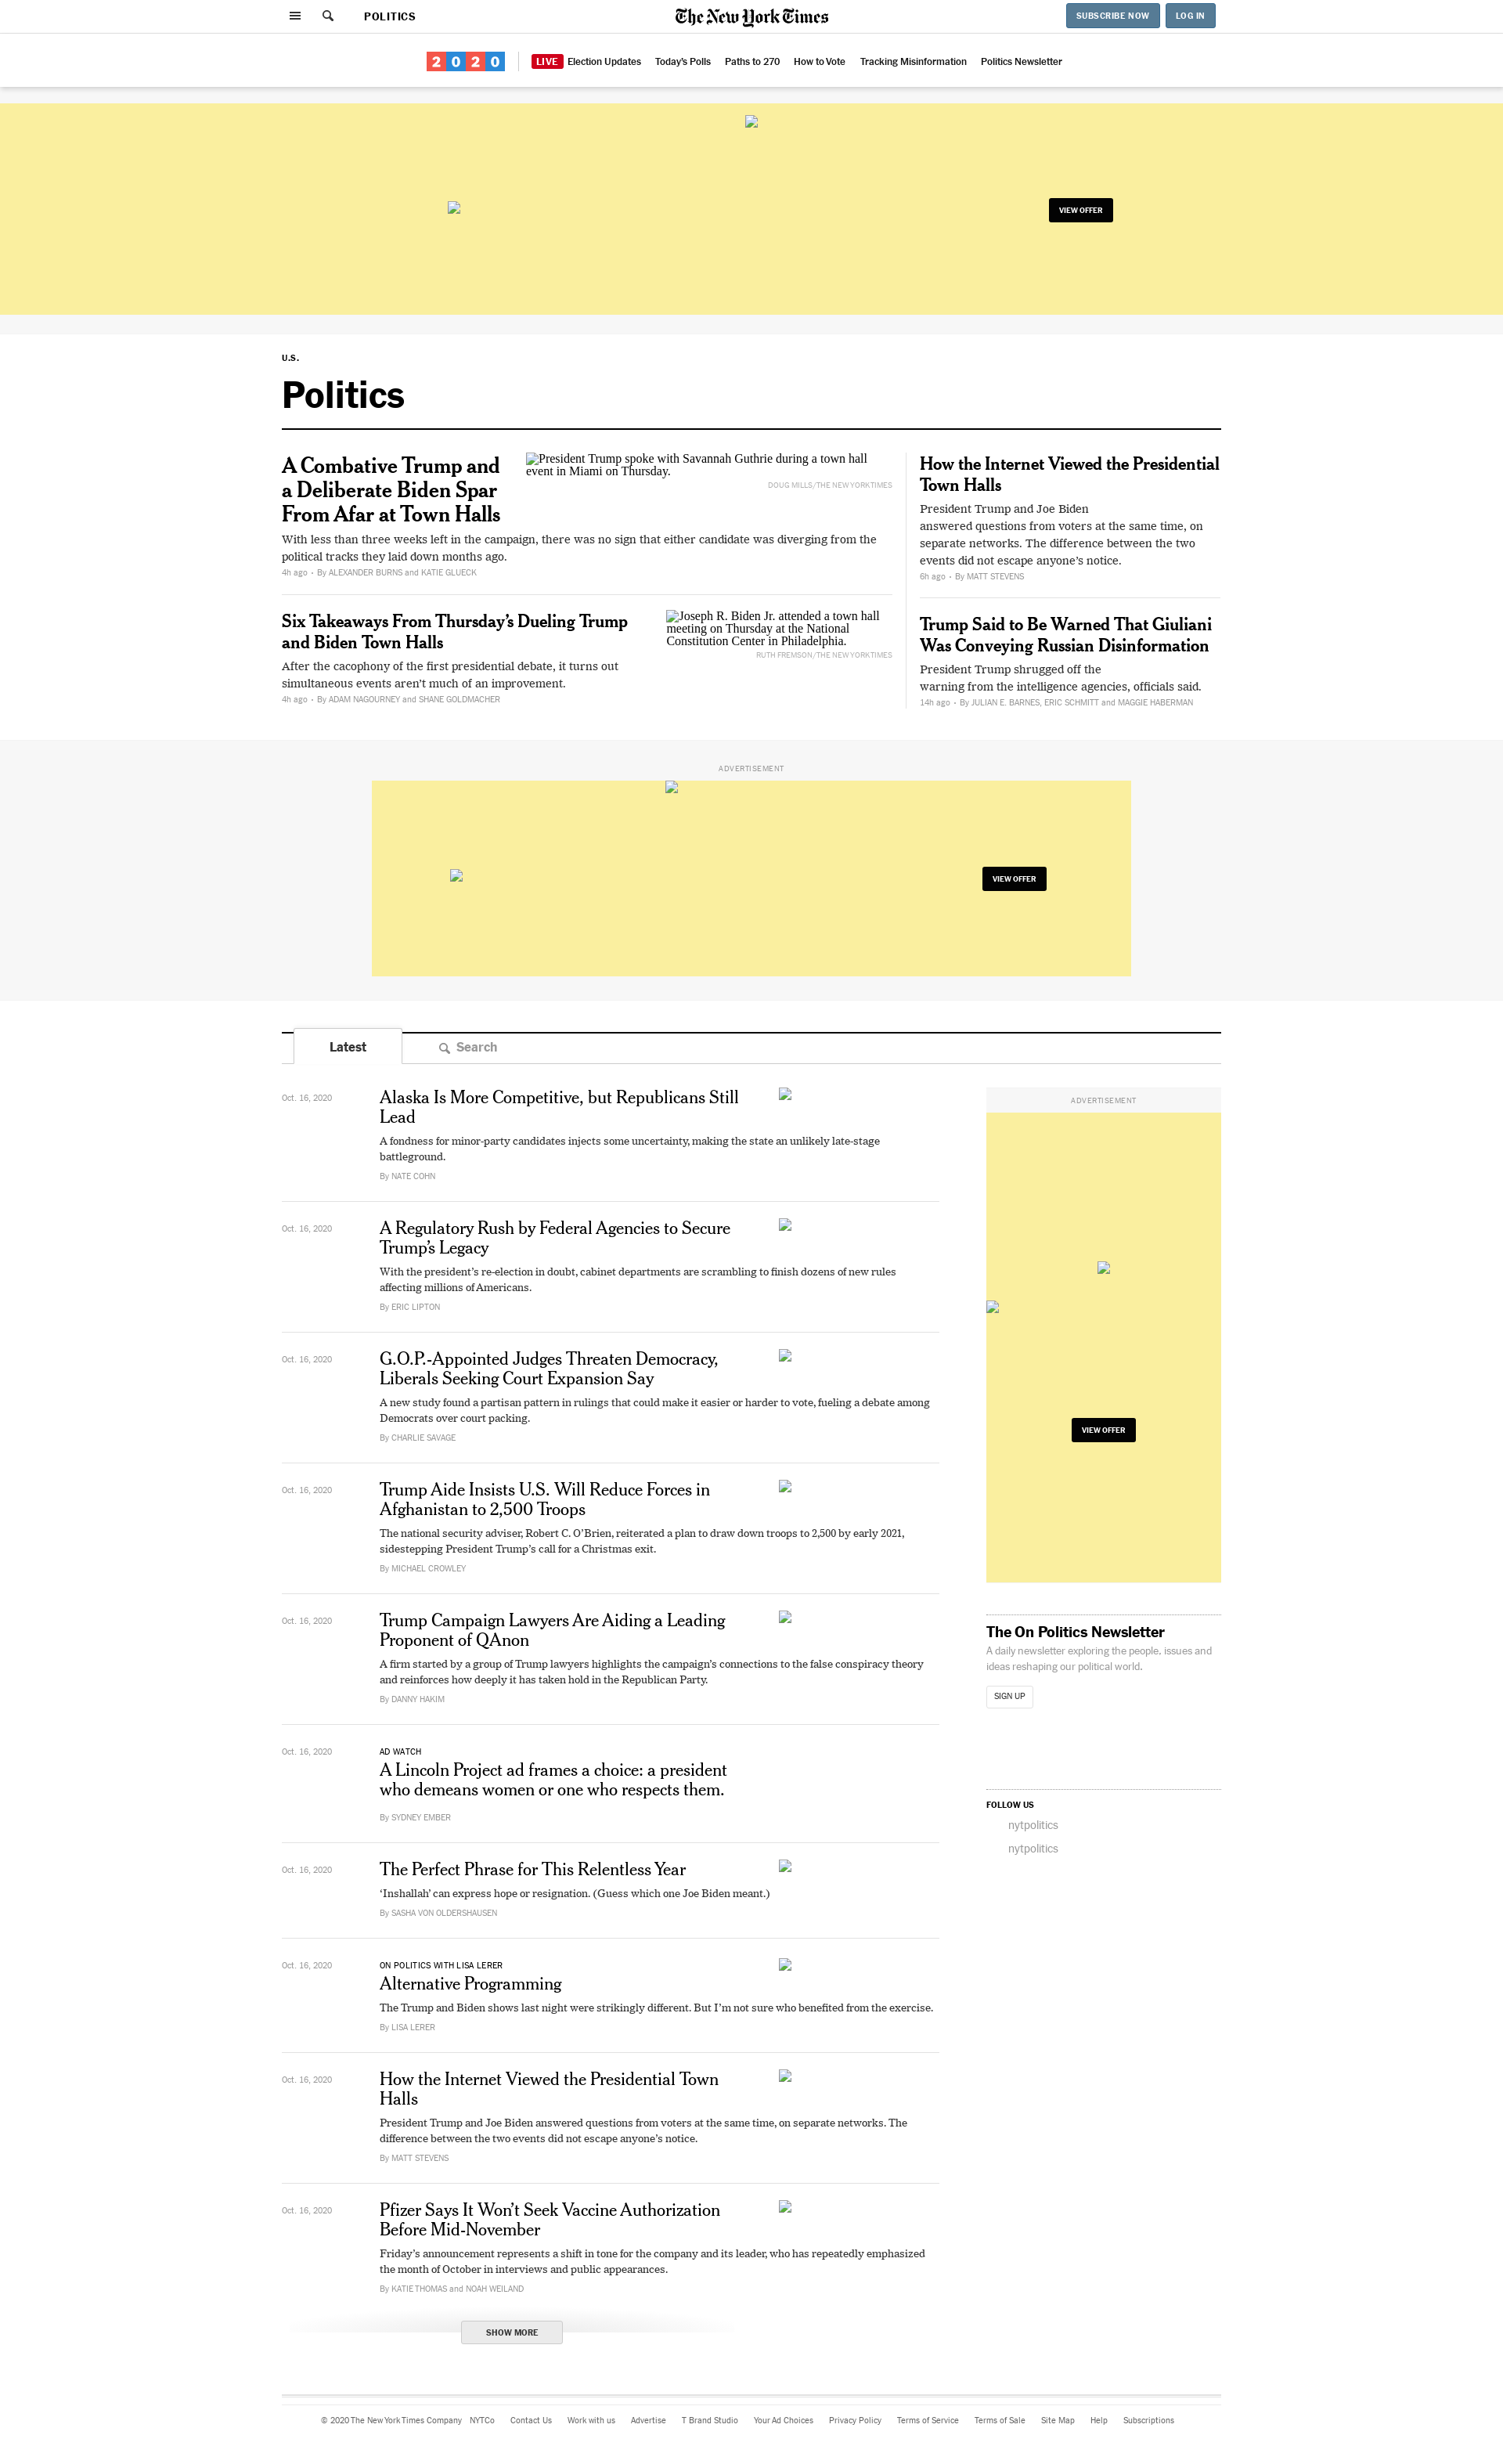 POLITICS
The New York Times
SUBSCRIBE NOW
LOG IN
2020
LIVE Election Updates Today's Polls Paths to 270 How to Vote Tracking Misinformation Politics Newsletter
VIEW OFFER
U.S.
Politics
A Combative Trump and
a Deliberate Biden Spar
From Afar at Town Halls
President Trump spoke with Savannah Guthrie during a town hall
event in Miami on Thursday.
DOUG MILLS/THE NEW YORK TIMES
With less than three weeks left in the campaign, there was no sign that either candidate was diverging from the
political tracks they laid down months ago.
4h ago • By ALEXANDER BURNS and KATIE GLUECK
Six Takeaways From Thursday’s Dueling Trump
and Biden Town Halls
After the cacophony of the first presidential debate, it turns out
simultaneous events aren’t much of an improvement.
4h ago • By ADAM NAGOURNEY and SHANE GOLDMACHER
Joseph R. Biden Jr. attended a town hall
meeting on Thursday at the National
Constitution Center in Philadelphia.
RUTH FREMSON/THE NEW YORK TIMES
How the Internet Viewed the Presidential
Town Halls
President Trump and Joe Biden
answered questions from voters at the same time, on
separate networks. The difference between the two
events did not escape anyone’s notice.
6h ago • By MATT STEVENS
Trump Said to Be Warned That Giuliani
Was Conveying Russian Disinformation
President Trump shrugged off the
warning from the intelligence agencies, officials said.
14h ago • By JULIAN E. BARNES, ERIC SCHMITT and MAGGIE HABERMAN
ADVERTISEMENT
VIEW OFFER
Latest
Search
Oct. 16, 2020
Alaska Is More Competitive, but Republicans Still
Lead
A fondness for minor-party candidates injects some uncertainty, making the state an unlikely late-stage
battleground.
By NATE COHN
Oct. 16, 2020
A Regulatory Rush by Federal Agencies to Secure
Trump’s Legacy
With the president’s re-election in doubt, cabinet departments are scrambling to finish dozens of new rules
affecting millions of Americans.
By ERIC LIPTON
Oct. 16, 2020
G.O.P.-Appointed Judges Threaten Democracy,
Liberals Seeking Court Expansion Say
A new study found a partisan pattern in rulings that could make it easier or harder to vote, fueling a debate among
Democrats over court packing.
By CHARLIE SAVAGE
Oct. 16, 2020
Trump Aide Insists U.S. Will Reduce Forces in
Afghanistan to 2,500 Troops
The national security adviser, Robert C. O’Brien, reiterated a plan to draw down troops to 2,500 by early 2021,
sidestepping President Trump’s call for a Christmas exit.
By MICHAEL CROWLEY
Oct. 16, 2020
Trump Campaign Lawyers Are Aiding a Leading
Proponent of QAnon
A firm started by a group of Trump lawyers highlights the campaign’s connections to the false conspiracy theory
and reinforces how deeply it has taken hold in the Republican Party.
By DANNY HAKIM
Oct. 16, 2020
AD WATCH
A Lincoln Project ad frames a choice: a president
who demeans women or one who respects them.
By SYDNEY EMBER
Oct. 16, 2020
The Perfect Phrase for This Relentless Year
‘Inshallah’ can express hope or resignation. (Guess which one Joe Biden meant.)
By SASHA VON OLDERSHAUSEN
Oct. 16, 2020
ON POLITICS WITH LISA LERER
Alternative Programming
The Trump and Biden shows last night were strikingly different. But I’m not sure who benefited from the exercise.
By LISA LERER
Oct. 16, 2020
How the Internet Viewed the Presidential Town
Halls
President Trump and Joe Biden answered questions from voters at the same time, on separate networks. The
difference between the two events did not escape anyone’s notice.
By MATT STEVENS
Oct. 16, 2020
Pfizer Says It Won’t Seek Vaccine Authorization
Before Mid-November
Friday’s announcement represents a shift in tone for the company and its leader, who has repeatedly emphasized
the month of October in interviews and public appearances.
By KATIE THOMAS and NOAH WEILAND
SHOW MORE
ADVERTISEMENT
VIEW OFFER
The On Politics Newsletter
A daily newsletter exploring the people, issues and
ideas reshaping our political world.
SIGN UP
FOLLOW US
nytpolitics
nytpolitics
© 2020 The New York Times Company NYTCo Contact Us Work with us Advertise T Brand Studio Your Ad Choices Privacy Policy Terms of Service Terms of Sale Site Map Help Subscriptions